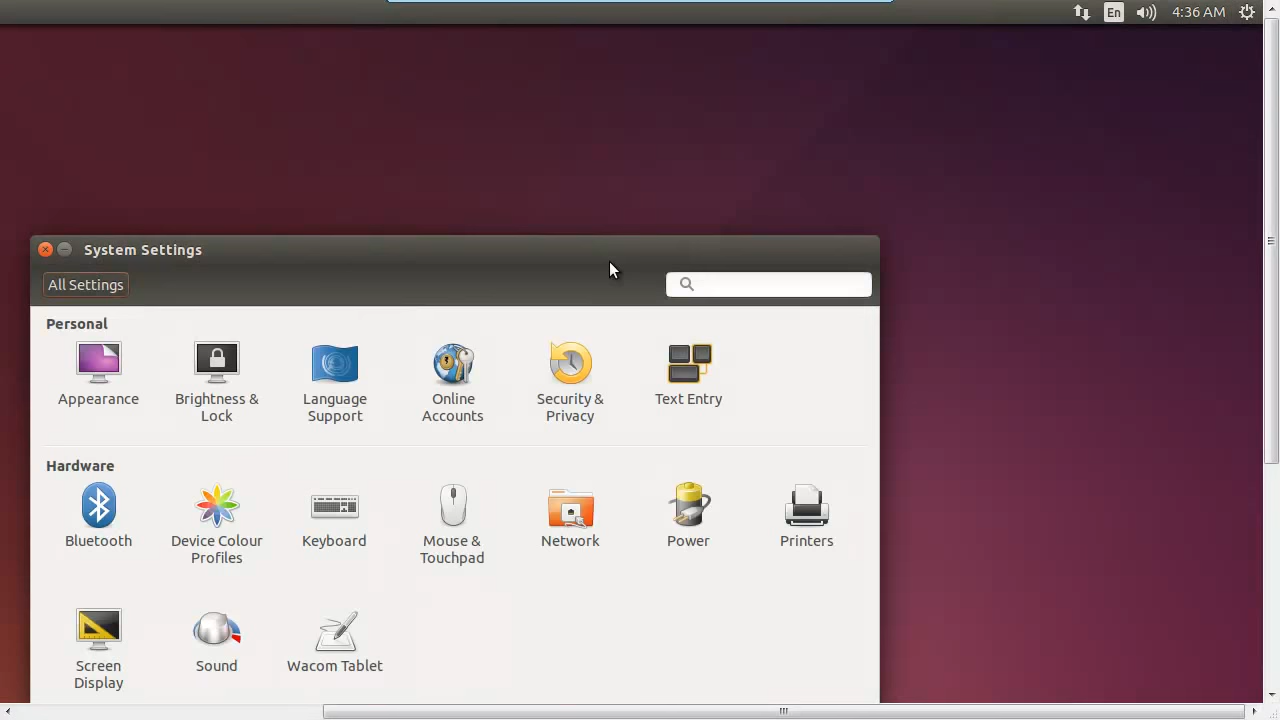 En 4:36 AM
System Settings
All Settings
Personal
Appearance Brightness & Lock Language Support Online Accounts Security & Privacy Text Entry
Hardware
Bluetooth Device Colour Profiles Keyboard Mouse & Touchpad Network Power Printers
Screen Display Sound Wacom Tablet